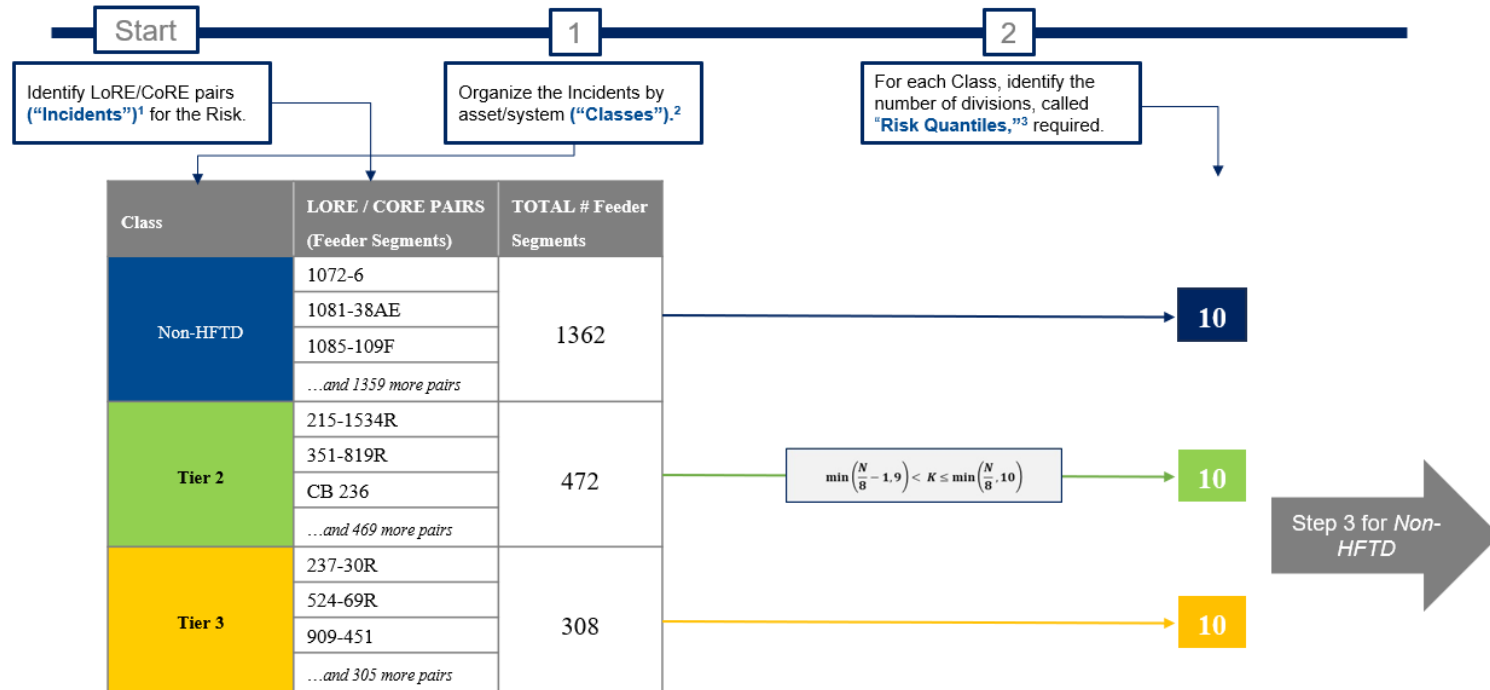 Start
1
2
Identify LoRE/CoRE pairs
(“Incidents”)¹ for the Risk.
Organize the Incidents by
asset/system (“Classes”).²
For each Class, identify the
number of divisions, called
“Risk Quantiles,”³ required.
Class
LORE / CORE PAIRS
(Feeder Segments)
TOTAL # Feeder
Segments
Non-HFTD
1072-6
1081-38AE
1085-109F
…and 1359 more pairs
1362
10
Tier 2
215-1534R
351-819R
CB 236
…and 469 more pairs
472
min(N/8 − 1, 9) < K ≤ min(N/8, 10)
10
Tier 3
237-30R
524-69R
909-451
…and 305 more pairs
308
10
Step 3 for Non-
HFTD